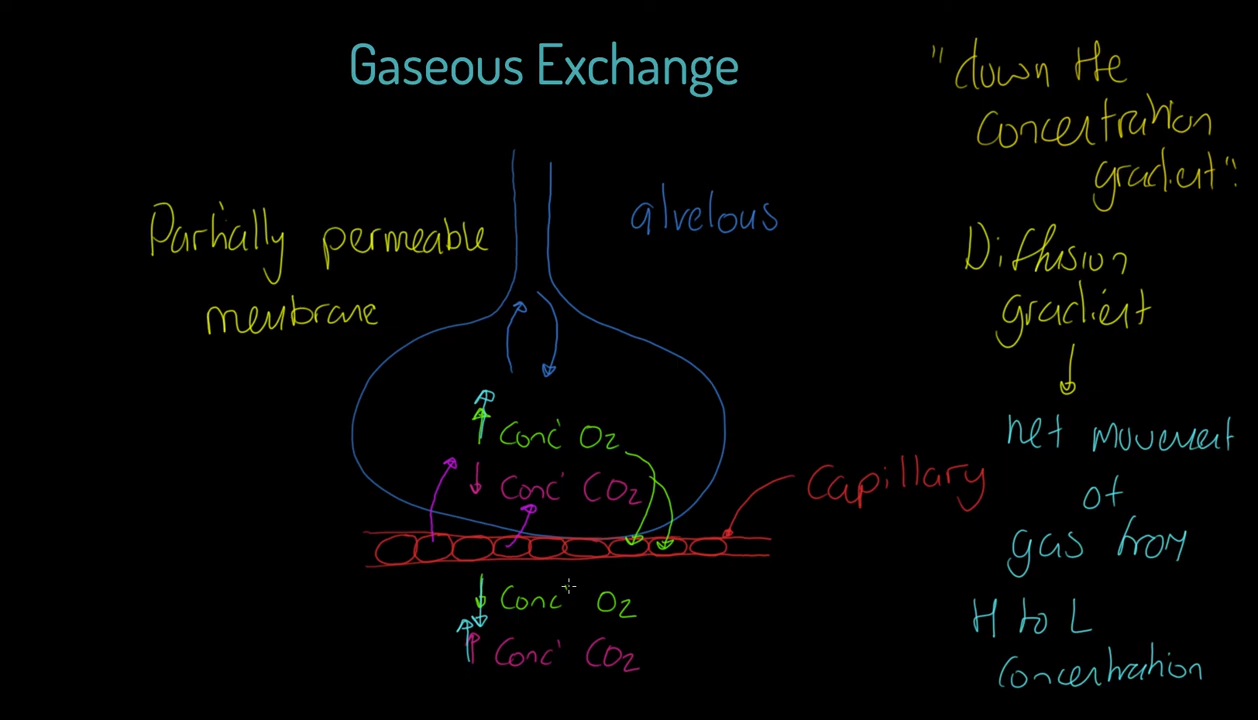 Gaseous Exchange
"down the
concentration
gradient".
alvelous
Partially permeable
membrane
Diffusion
gradient
↑ Conc' O2
↓ Conc' CO2
Capillary
net movement
of
gas from
H to L
concentration
↓ Conc' O2
↑ Conc' CO2